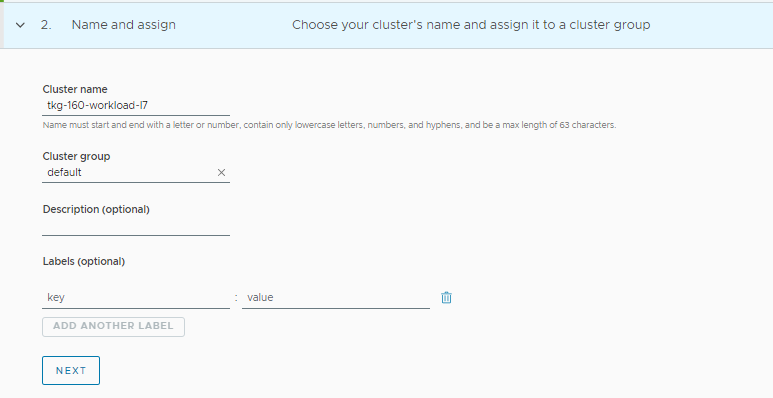 2. Name and assign Choose your cluster's name and assign it to a cluster group
Cluster name
tkg-160-workload-l7
Name must start and end with a letter or number, contain only lowercase letters, numbers, and hyphens, and be a max length of 63 characters.
Cluster group
default
Description (optional)
Labels (optional)
key : value
ADD ANOTHER LABEL
NEXT